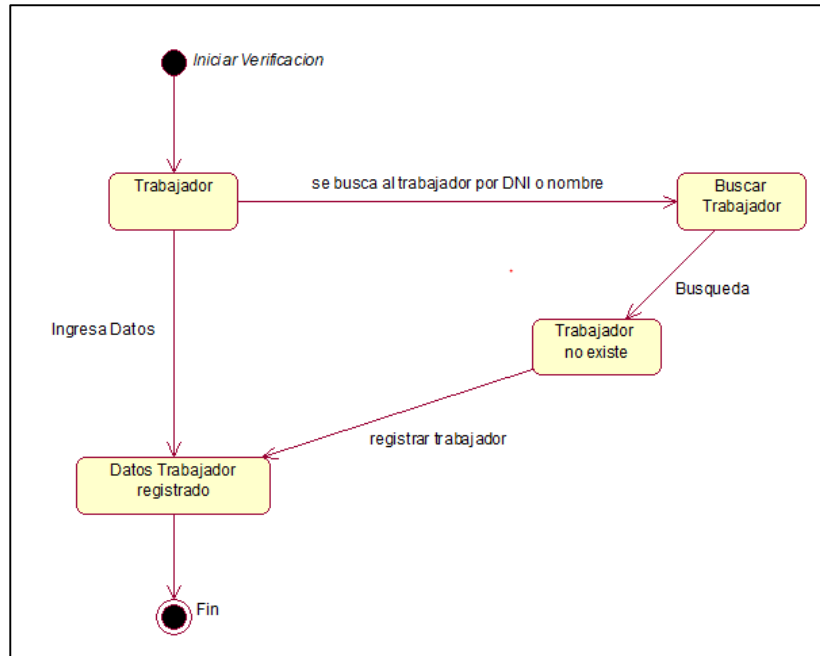 Iniciar Verificacion
Trabajador
se busca al trabajador por DNI o nombre
Buscar
Trabajador
Busqueda
Ingresa Datos
Trabajador
no existe
registrar trabajador
Datos Trabajador
registrado
Fin